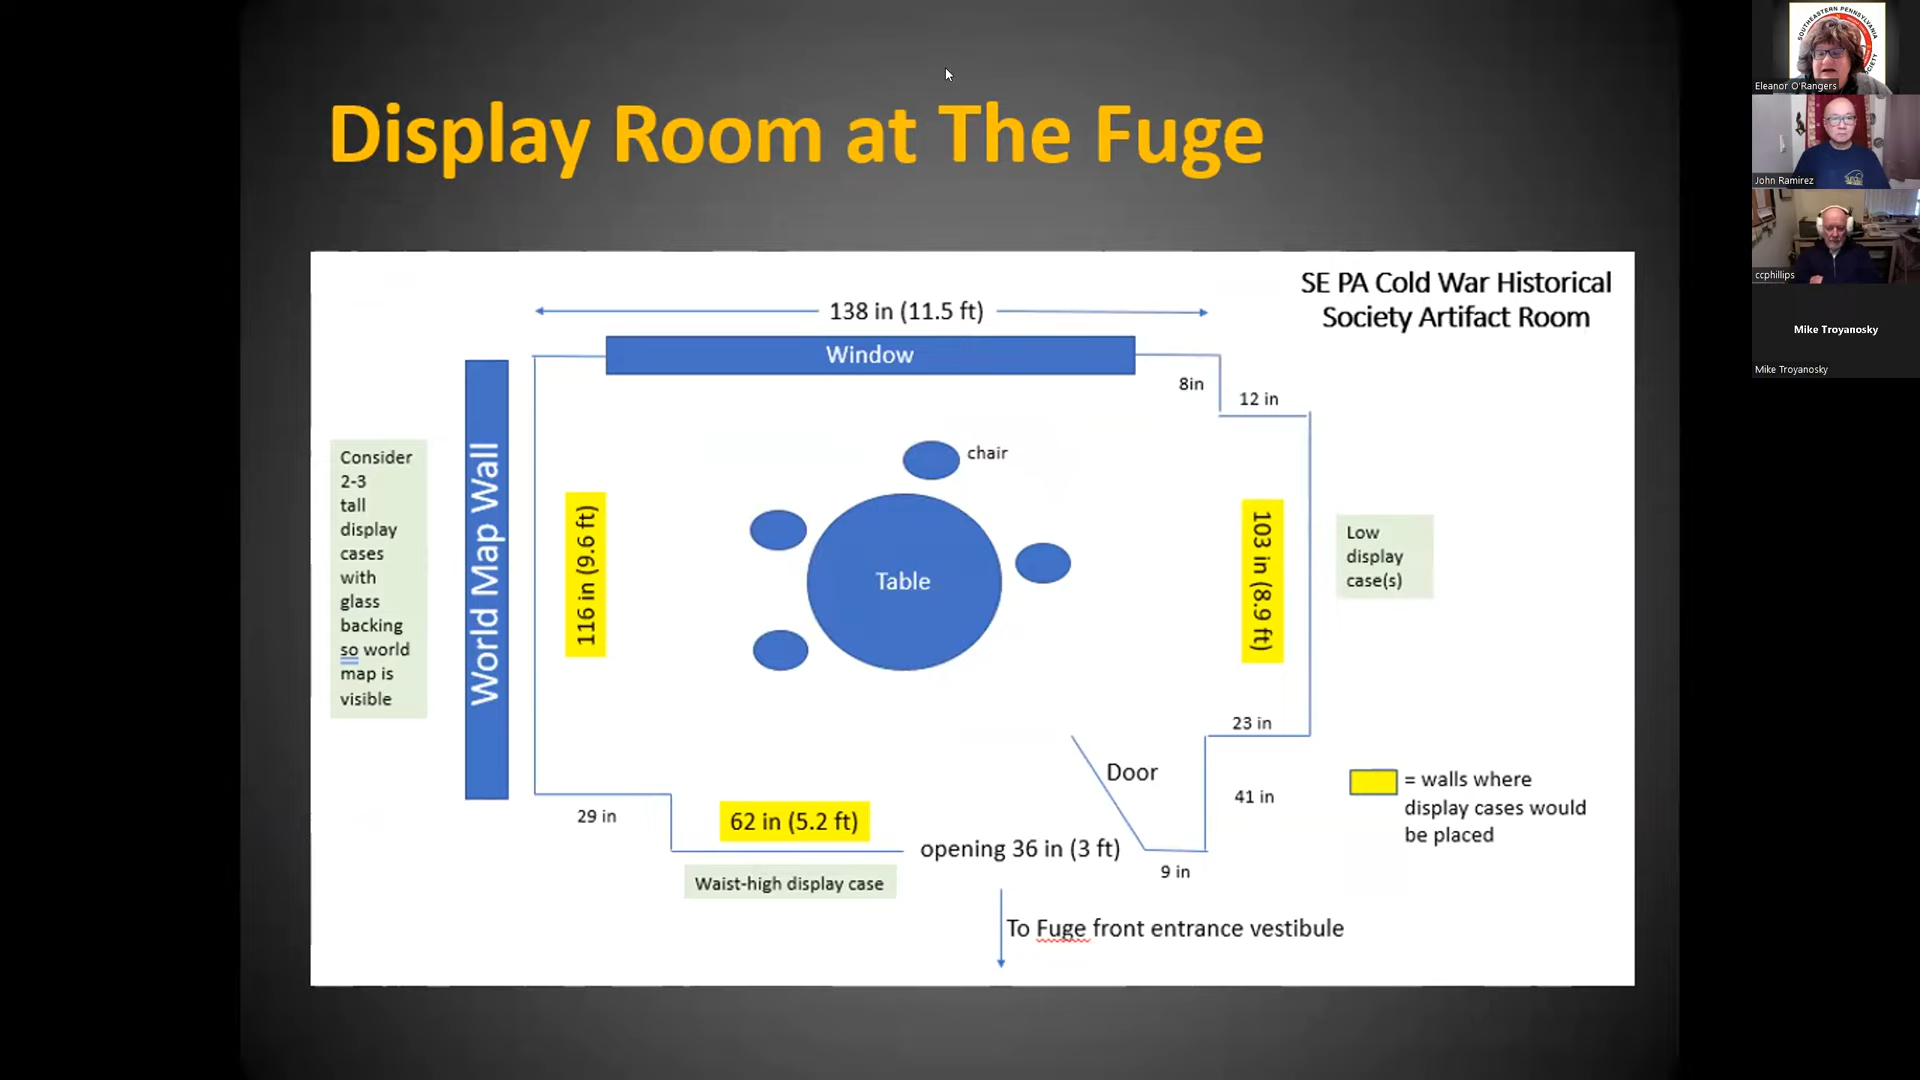 Display Room at The Fuge
SE PA Cold War Historical
Society Artifact Room
138 in (11.5 ft)
Window
8in
12 in
World Map Wall
Consider
2-3
tall
display
cases
with
glass
backing
so world
map is
visible
116 in (9.6 ft)
chair
Table
103 in (8.9 ft)
Low
display
case(s)
23 in
Door
41 in
29 in
62 in (5.2 ft)
opening 36 in (3 ft)
9 in
Waist-high display case
= walls where
display cases would
be placed
To Fuge front entrance vestibule
SOUTHEASTERN PENNSYLVANIA
Eleanor O'Rangers
John Ramirez
ccphillips
Mike Troyanosky
Mike Troyanosky